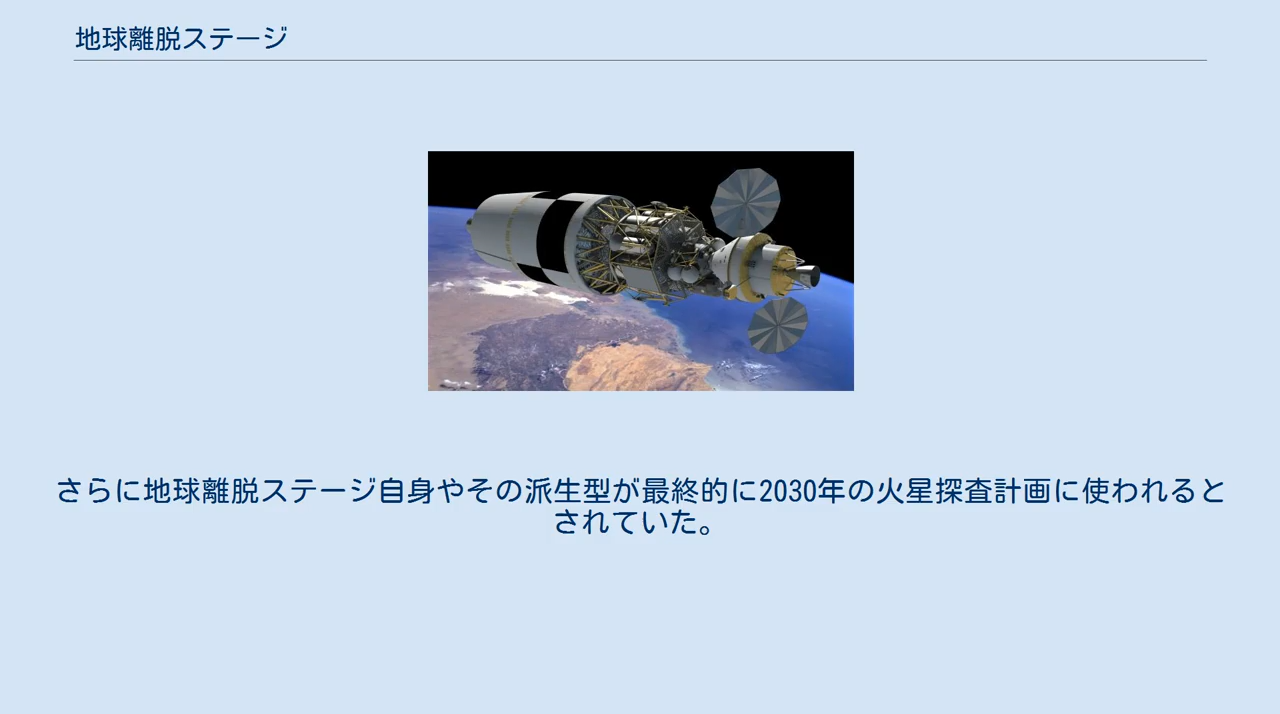 地球離脱ステージ
さらに地球離脱ステージ自身やその派生型が最終的に2030年の火星探査計画に使われると
されていた。